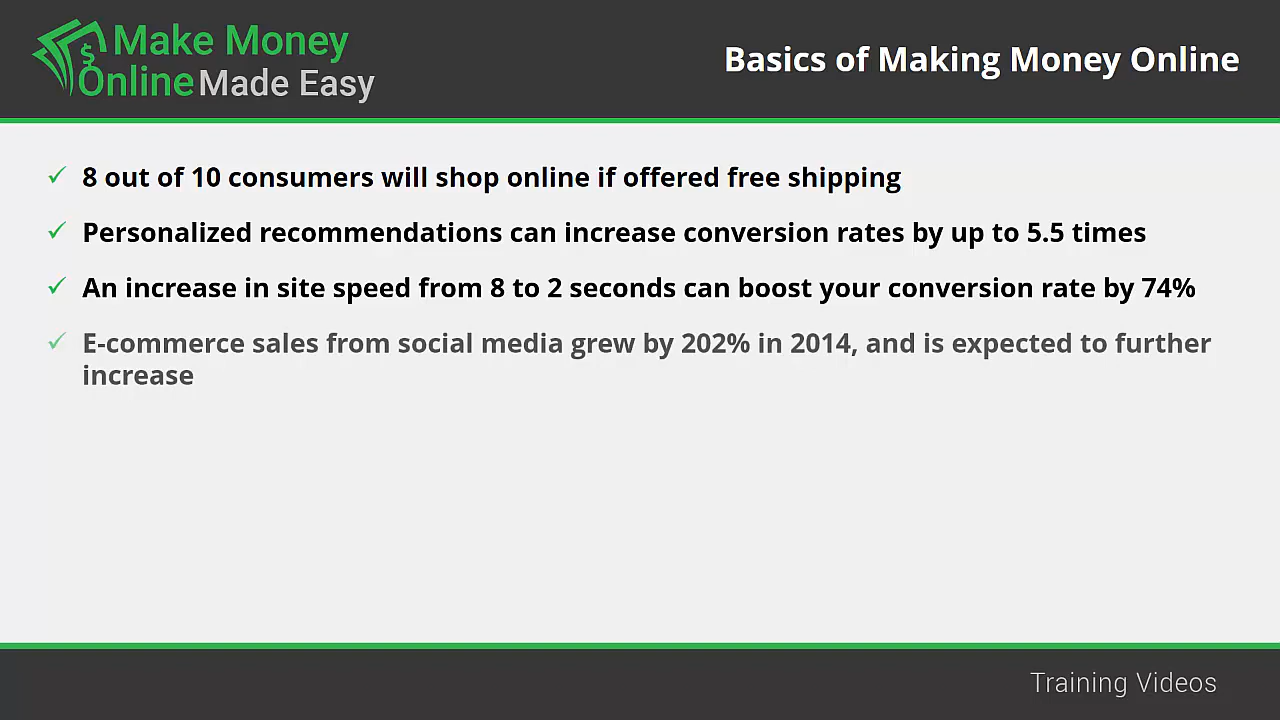 Make Money
Online Made Easy
Basics of Making Money Online
8 out of 10 consumers will shop online if offered free shipping
Personalized recommendations can increase conversion rates by up to 5.5 times
An increase in site speed from 8 to 2 seconds can boost your conversion rate by 74%
E-commerce sales from social media grew by 202% in 2014, and is expected to further
increase
Training Videos